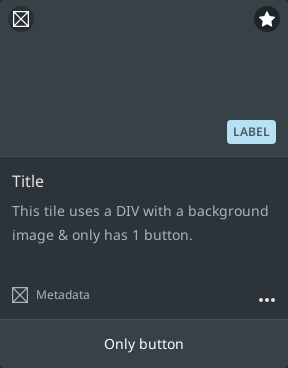 LABEL
Title
This tile uses a DIV with a background
image & only has 1 button.
Metadata
Only button